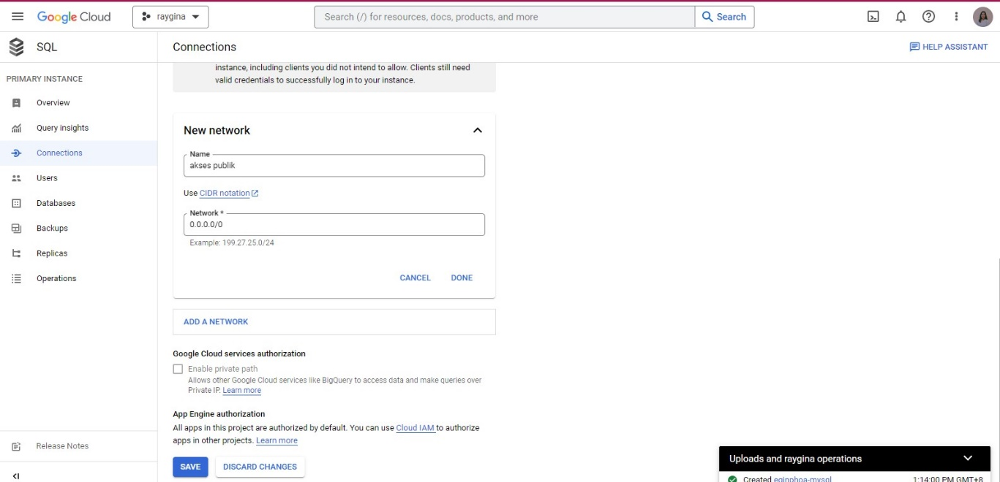 Google Cloud
raygina
Search (/) for resources, docs, products, and more
Search
SQL
Connections
HELP ASSISTANT
PRIMARY INSTANCE
Overview
Query insights
Connections
Users
Databases
Backups
Replicas
Operations
Release Notes
instance, including clients you did not intend to allow. Clients still need
valid credentials to successfully log in to your instance.
New network
Name
akses publik
Use CIDR notation
Network *
0.0.0.0/0
Example: 199.27.25.0/24
CANCEL
DONE
ADD A NETWORK
Google Cloud services authorization
Enable private path
Allows other Google Cloud services like BigQuery to access data and make queries over
Private IP. Learn more
App Engine authorization
All apps in this project are authorized by default. You can use Cloud IAM to authorize
apps in other projects. Learn more
SAVE
DISCARD CHANGES
Uploads and raygina operations
Created eginphoa-mysql
1:14:00 PM GMT+8